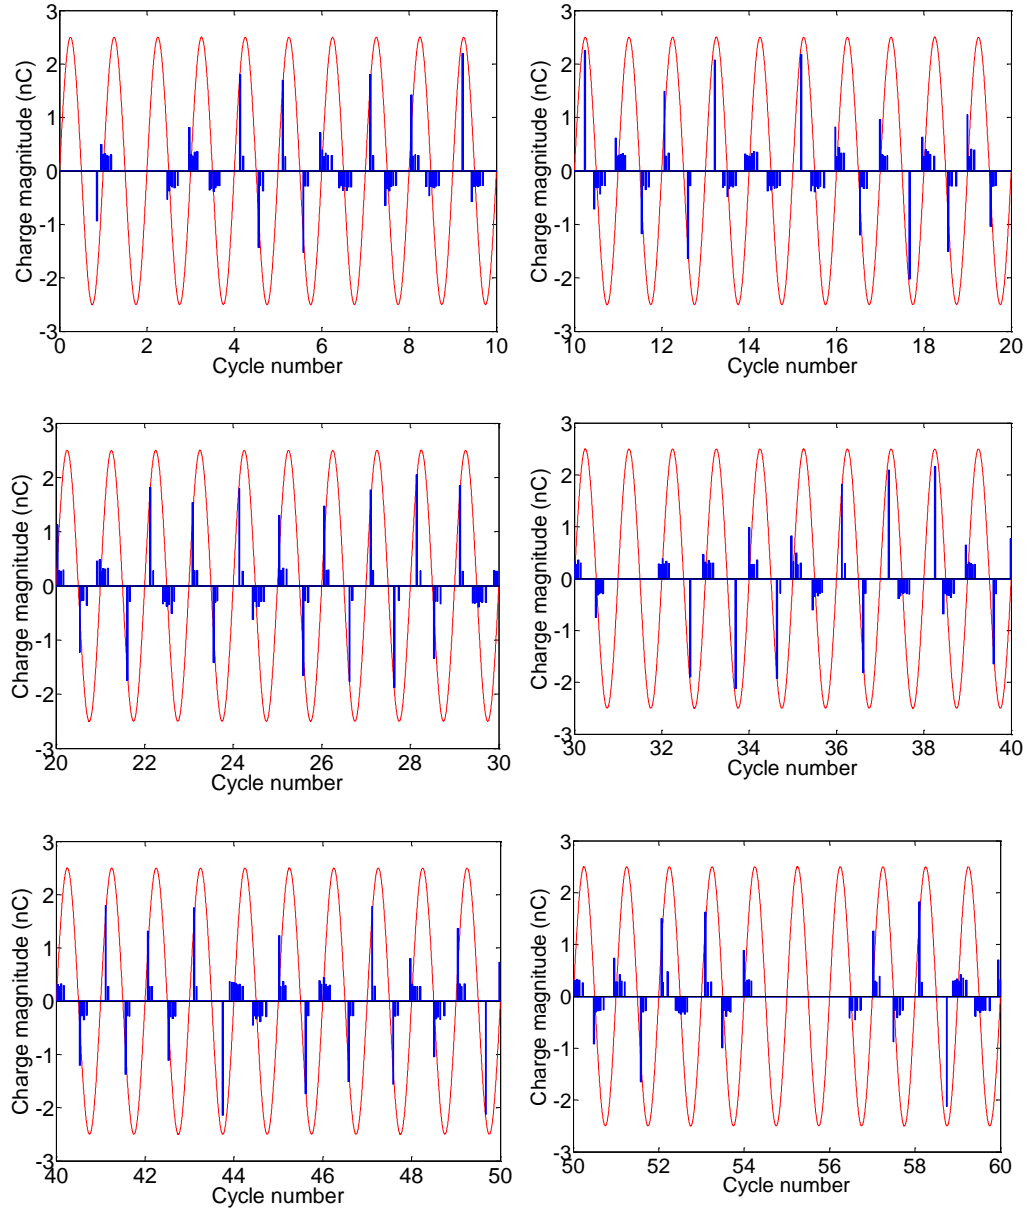 3
2
1
0
-1
-2
-3
0 2 4 6 8 10
Charge magnitude (nC)
Cycle number
3
2
1
0
-1
-2
-3
10 12 14 16 18 20
Charge magnitude (nC)
Cycle number
3
2
1
0
-1
-2
-3
20 22 24 26 28 30
Charge magnitude (nC)
Cycle number
3
2
1
0
-1
-2
-3
30 32 34 36 38 40
Charge magnitude (nC)
Cycle number
3
2
1
0
-1
-2
-3
40 42 44 46 48 50
Charge magnitude (nC)
Cycle number
3
2
1
0
-1
-2
-3
50 52 54 56 58 60
Charge magnitude (nC)
Cycle number